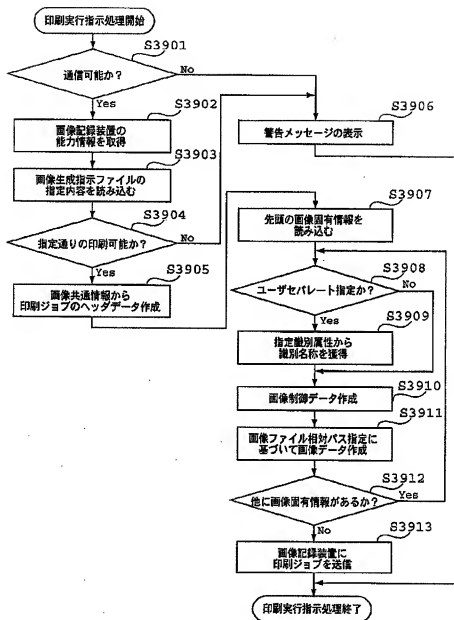 印刷実行指示処理開始
S3901
通信可能か?
No
Yes
S3902
画像記録装置の
能力情報を取得
S3903
画像生成指示ファイルの
指定内容を読み込む
S3904
指定通りの印刷可能か?
No
Yes
S3905
画像共通情報から
印刷ジョブのヘッダデータ作成
S3906
警告メッセージの表示
S3907
先頭の画像固有情報を
読み込む
S3908
ユーザセパレート指定か?
No
Yes
S3909
指定識別属性から
識別名称を獲得
S3910
画像制御データ作成
S3911
画像ファイル相対パス指定に
基づいて画像データ作成
S3912
他に画像固有情報があるか?
Yes
No
S3913
画像記録装置に
印刷ジョブを送信
印刷実行指示処理終了